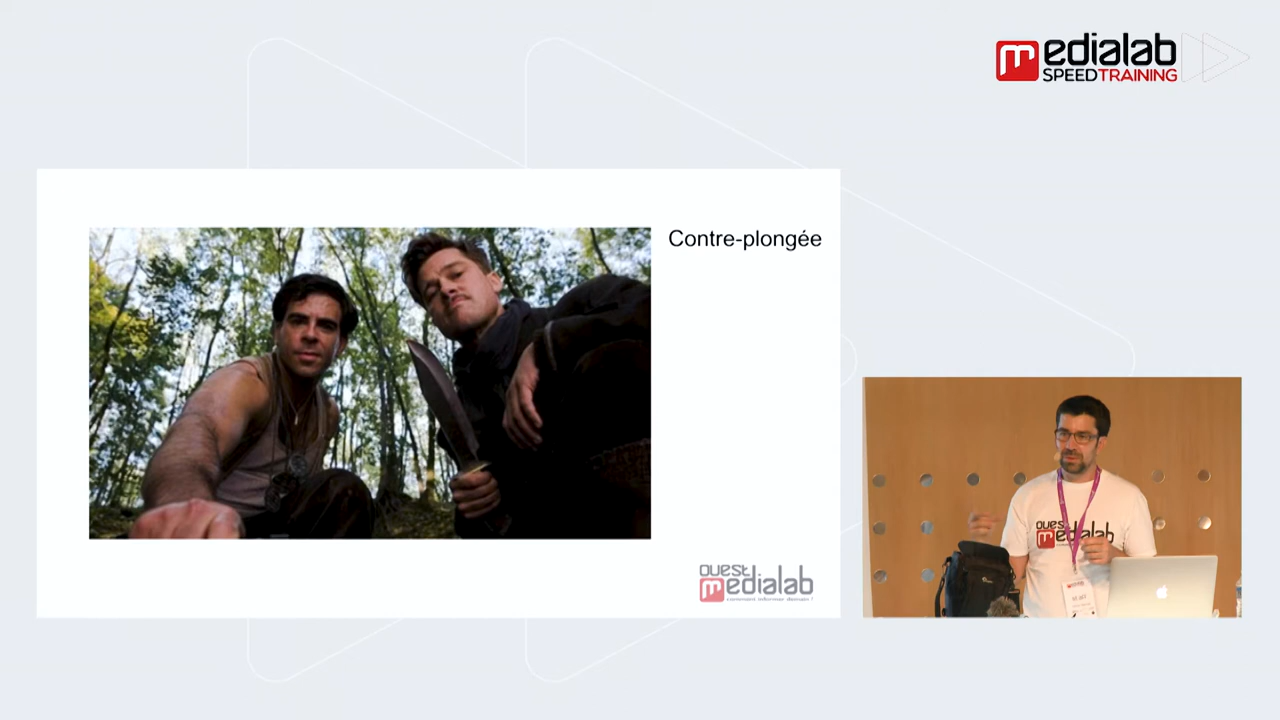 medialab
SPEEDTRAINING
Contre-plongée
ouest
medialab
ouest
medialab